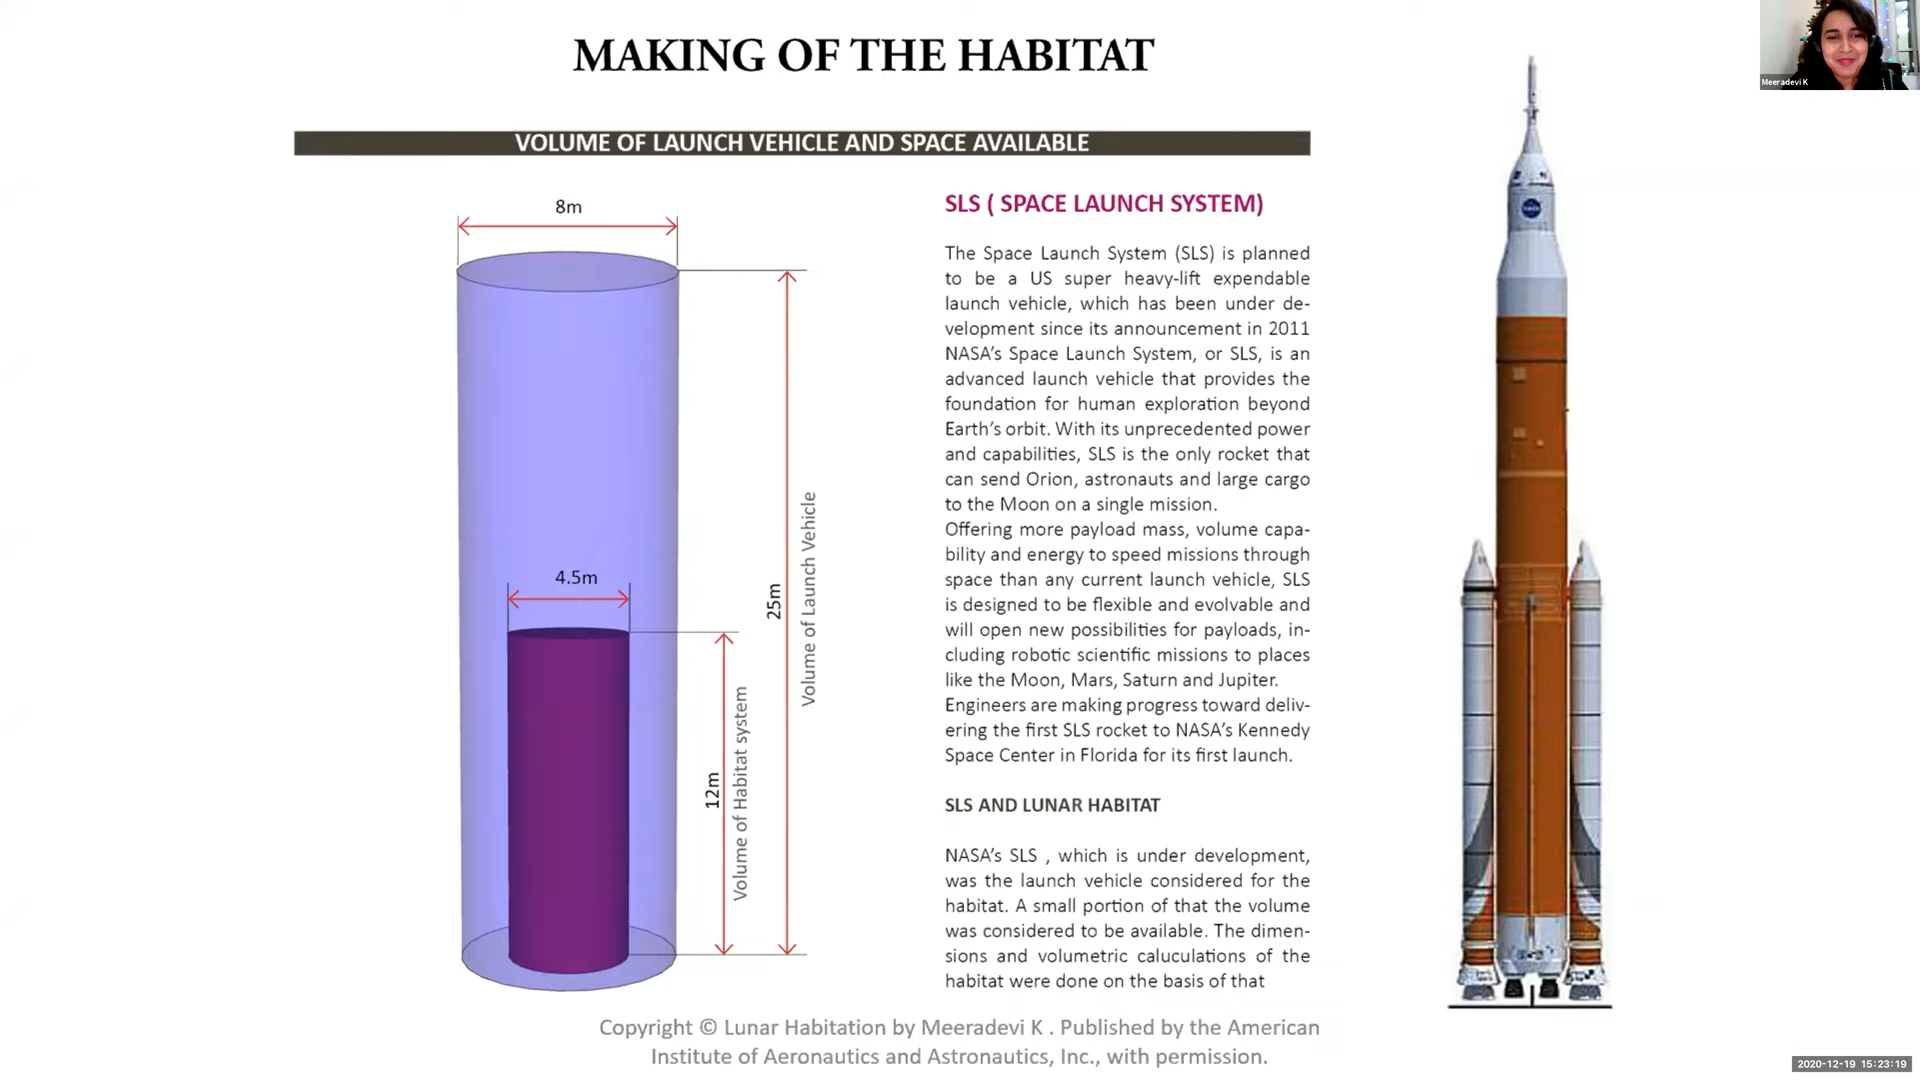 MAKING OF THE HABITAT
Meeradevi K
VOLUME OF LAUNCH VEHICLE AND SPACE AVAILABLE
8m
4.5m
25m
Volume of Launch Vehicle
12m
Volume of Habitat system
SLS ( SPACE LAUNCH SYSTEM)
The Space Launch System (SLS) is planned
to be a US super heavy-lift expendable
launch vehicle, which has been under de-
velopment since its announcement in 2011
NASA's Space Launch System, or SLS, is an
advanced launch vehicle that provides the
foundation for human exploration beyond
Earth's orbit. With its unprecedented power
and capabilities, SLS is the only rocket that
can send Orion, astronauts and large cargo
to the Moon on a single mission.
Offering more payload mass, volume capa-
bility and energy to speed missions through
space than any current launch vehicle, SLS
is designed to be flexible and evolvable and
will open new possibilities for payloads, in-
cluding robotic scientific missions to places
like the Moon, Mars, Saturn and Jupiter.
Engineers are making progress toward deliv-
ering the first SLS rocket to NASA's Kennedy
Space Center in Florida for its first launch.
SLS AND LUNAR HABITAT
NASA's SLS , which is under development,
was the launch vehicle considered for the
habitat. A small portion of that the volume
was considered to be available. The dimen-
sions and volumetric caluculations of the
habitat were done on the basis of that
NASA
Copyright © Lunar Habitation by Meeradevi K . Published by the American
Institute of Aeronautics and Astronautics, Inc., with permission.
2020-12-19 15:23:19